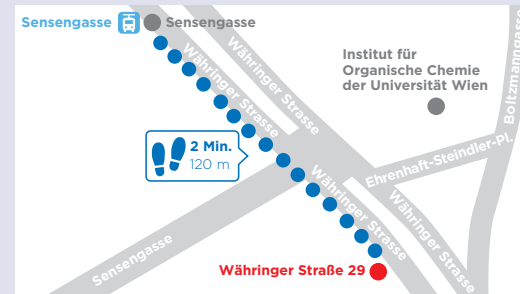 Sensengasse
Sensengasse
Währinger Strasse
Währinger Strasse
Boltzmanngasse
Institut für
Organische Chemie
der Universität Wien
2 Min.
120 m
Ehrenhaft-Steindler-Pl.
Währinger Strasse
Währinger Strasse
Sensengasse
Währinger Straße 29